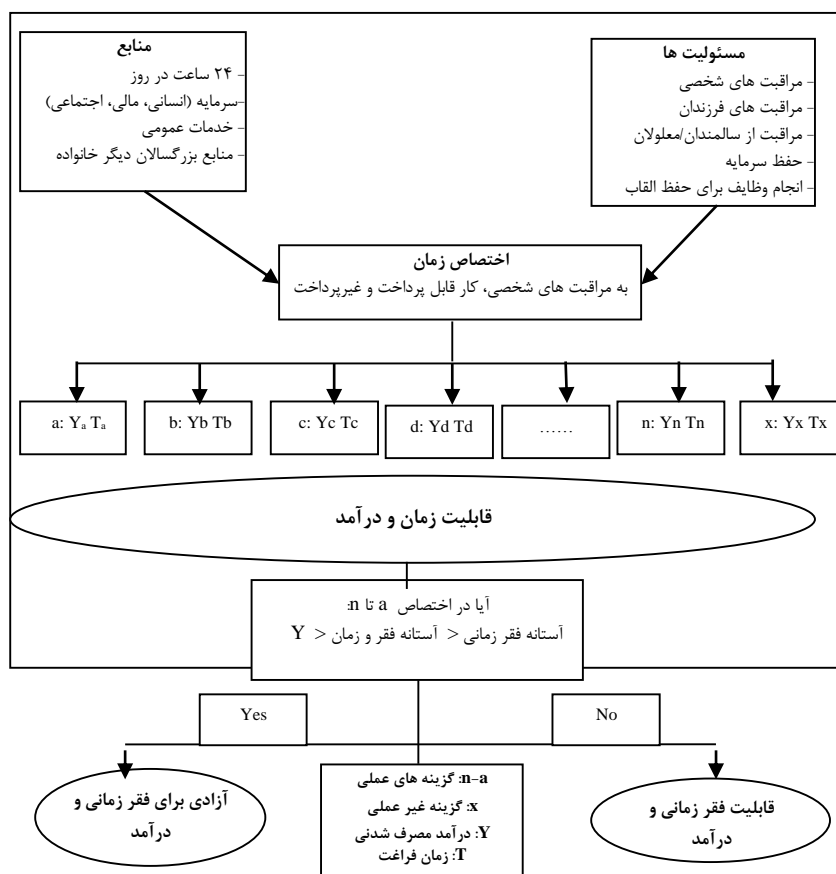 منابع
- ۲۴ ساعت در روز
-سرمایه (انسانی، مالی، اجتماعی)
- خدمات عمومی
- منابع بزرگسالان دیگر خانواده
مسئولیت ها
- مراقبت های شخصی
- مراقبت های فرزندان
- مراقبت از سالمندان/معلولان
- حفظ سرمایه
- انجام وظایف برای حفظ القاب
اختصاص زمان
به مراقبت های شخصی، کار قابل پرداخت و غیرپرداخت
a: Ya Ta
b: Yb Tb
c: Yc Tc
d: Yd Td
......
n: Yn Tn
x: Yx Tx
قابلیت زمان و درآمد
آیا در اختصاص a تا n:
آستانه فقر زمانی < آستانه فقر و زمان < Y
Yes
No
آزادی برای فقر زمانی و
درآمد
n-a: گزینه های عملی
x: گزینه غیر عملی
Y: درآمد مصرف شدنی
T: زمان فراغت
قابلیت فقر زمانی و
درآمد